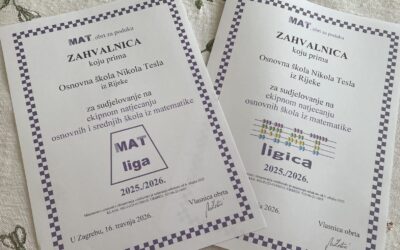 MAT obrt za poduku
ZAHVALNICA
koju prima
Osnovna škola Nikola Tesla
iz Rijeke
za sudjelovanje na
ekipnom natjecanju
osnovnih i srednjih škola iz matematike
MAT
liga
2025./2026.
U Zagrebu, 16. travnja 2026.
Vlasnica obrta
MAT obrt za poduku
ZAHVALNICA
koju prima
Osnovna škola Nikola Tesla
iz Rijeke
za sudjelovanje na
ekipnom natjecanju
osnovnih škola iz matematike
ligica
2025./2026.
Vlasnica obrta